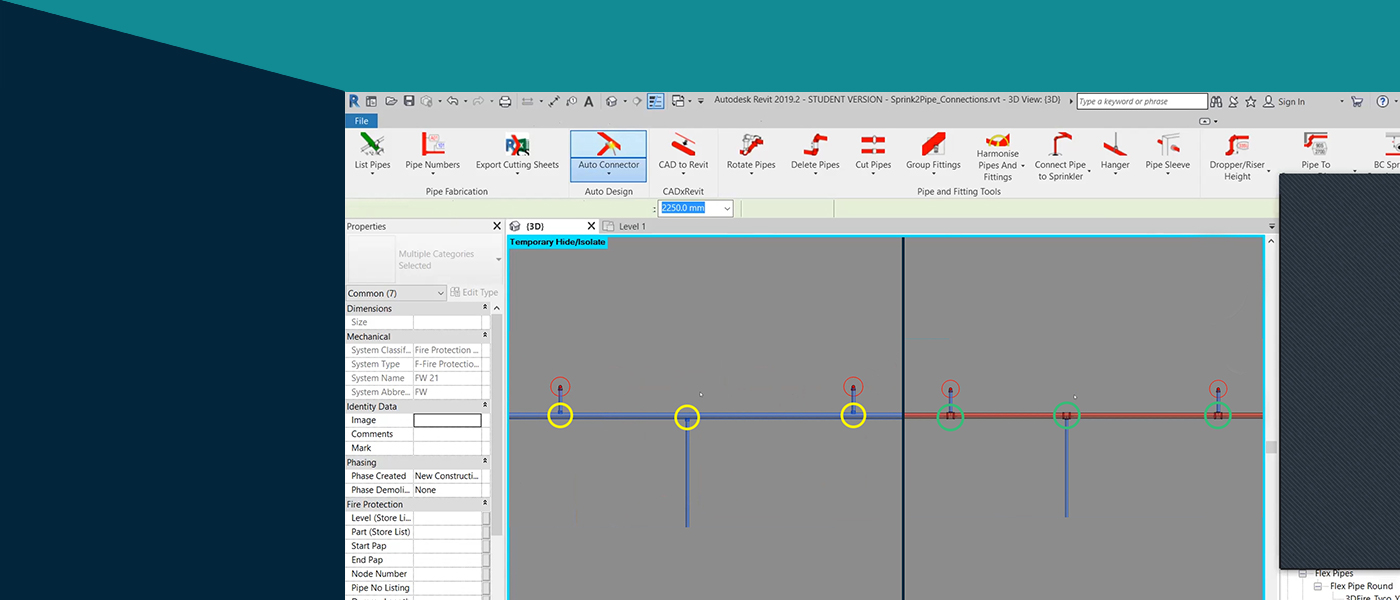 Autodesk Revit 2019.2 - STUDENT VERSION - Sprink2Pipe_Connections.rvt - 3D View: {3D}
Type a keyword or phrase
Sign In
File
List Pipes
Pipe Numbers
Export Cutting Sheets
Auto Connector
CAD to Revit
Rotate Pipes
Delete Pipes
Cut Pipes
Group Fittings
Harmonise
Pipes And
Fittings
Connect Pipe
to Sprinkler
Hanger
Pipe Sleeve
Dropper/Riser
Height
Pipe To
BC Spr
Pipe Fabrication
Auto Design
CADxRevit
Pipe and Fitting Tools
: 2250.0 mm
Properties
{3D}
Level 1
Temporary Hide/Isolate
Multiple Categories
Selected
Common (7)
Edit Type
Dimensions
Size
Mechanical
System Classif... Fire Protection ...
System Type F-Fire Protectio...
System Name FW 21
System Abbre... FW
Identity Data
Image
Comments
Mark
Phasing
Phase Created New Constructi...
Phase Demoli... None
Fire Protection
Level (Store Li...
Part (Store List)
Start Pap
End Pap
Node Number
Pipe No Listing
Flex Pipes
Flex Pipe Round